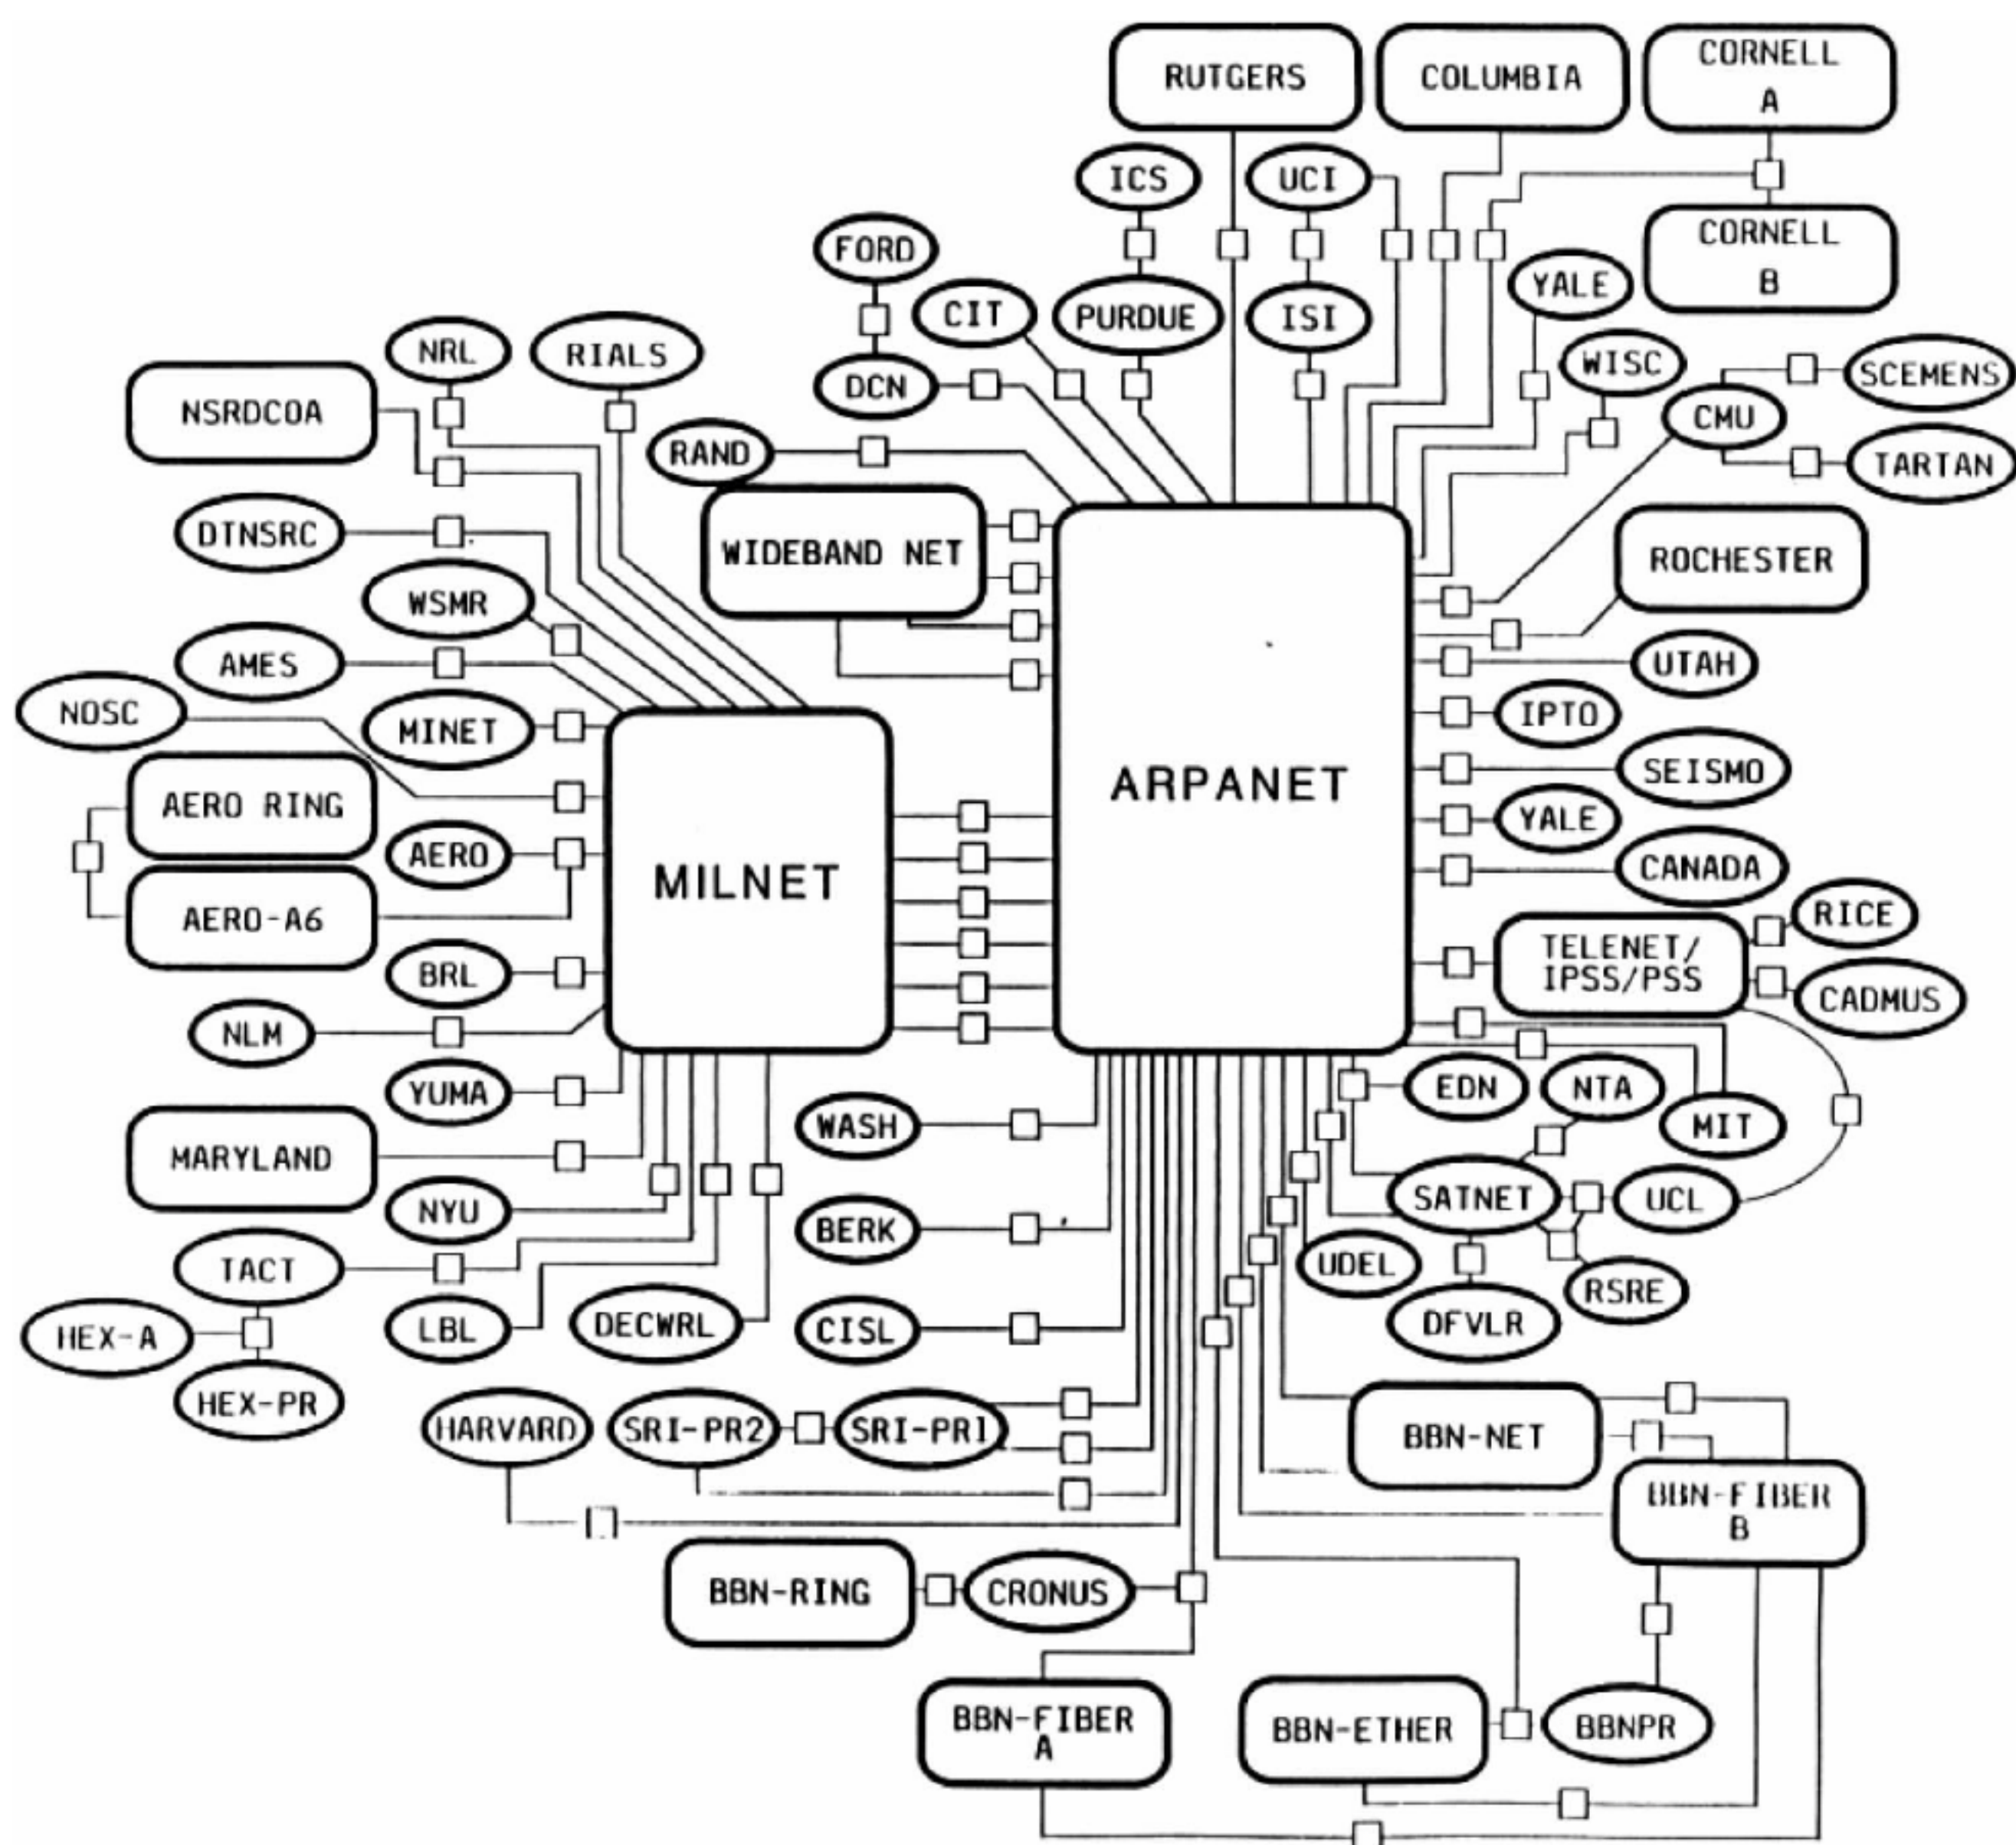 RUTGERS
COLUMBIA
CORNELL
A
ICS
UCI
CORNELL
B
FORD
YALE
CIT
PURDUE
ISI
NRL
RIALS
WISC
SCEMENS
NSRDCOA
DCN
CMU
RAND
TARTAN
DTNSRC
WIDEBAND NET
ROCHESTER
WSMR
AMES
UTAH
NOSC
MINET
IPTO
ARPANET
SEISMO
AERO RING
YALE
AERO
MILNET
CANADA
AERO-A6
RICE
TELENET/
IPSS/PSS
BRL
CADMUS
NLM
YUMA
EDN
NTA
WASH
MIT
MARYLAND
SATNET
UCL
NYU
BERK
TACT
UDEL
RSRE
LBL
DECWRL
CISL
DFVLR
HEX-A
HEX-PR
HARVARD
SRI-PR2
SRI-PR1
BBN-NET
BBN-FIBER
B
BBN-RING
CRONUS
BBN-FIBER
A
BBN-ETHER
BBNPR